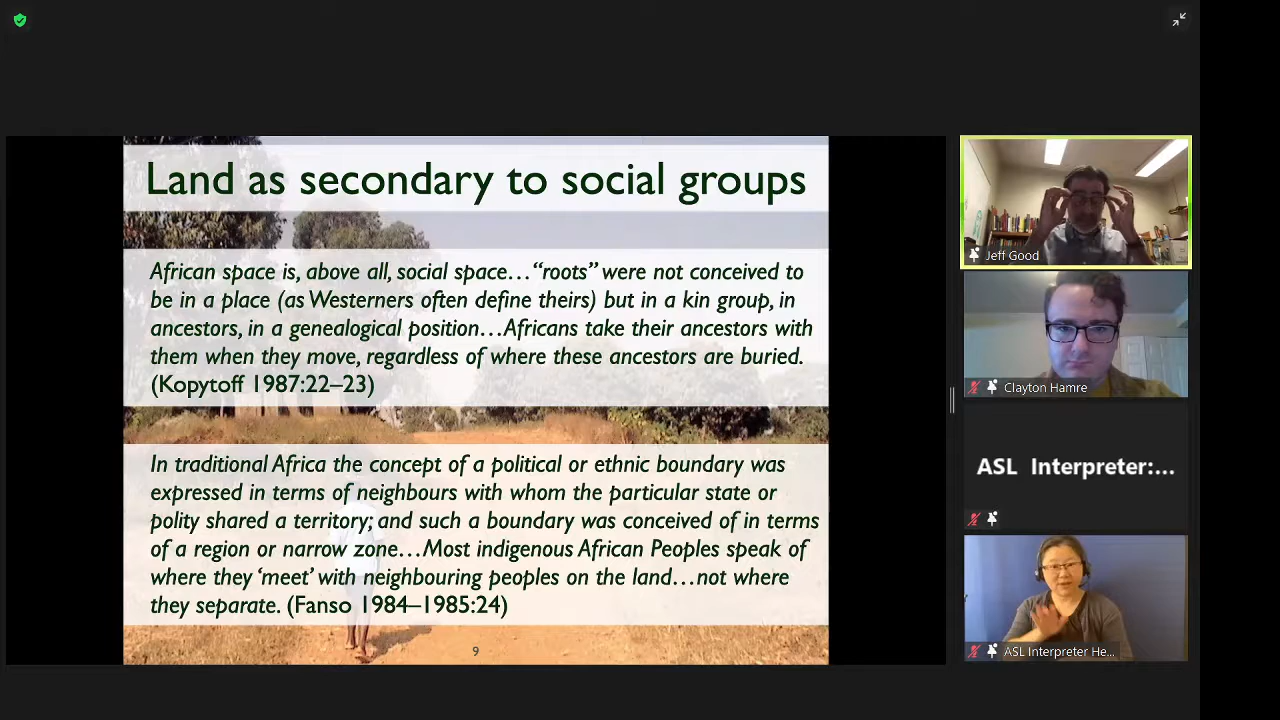 Land as secondary to social groups
African space is, above all, social space…“roots” were not conceived to
be in a place (as Westerners often define theirs) but in a kin group, in
ancestors, in a genealogical position…Africans take their ancestors with
them when they move, regardless of where these ancestors are buried.
(Kopytoff 1987:22–23)
In traditional Africa the concept of a political or ethnic boundary was
expressed in terms of neighbours with whom the particular state or
polity shared a territory; and such a boundary was conceived of in terms
of a region or narrow zone…Most indigenous African Peoples speak of
where they ‘meet’ with neighbouring peoples on the land…not where
they separate. (Fanso 1984–1985:24)
9
Jeff Good
Clayton Hamre
ASL Interpreter:...
ASL Interpreter He...